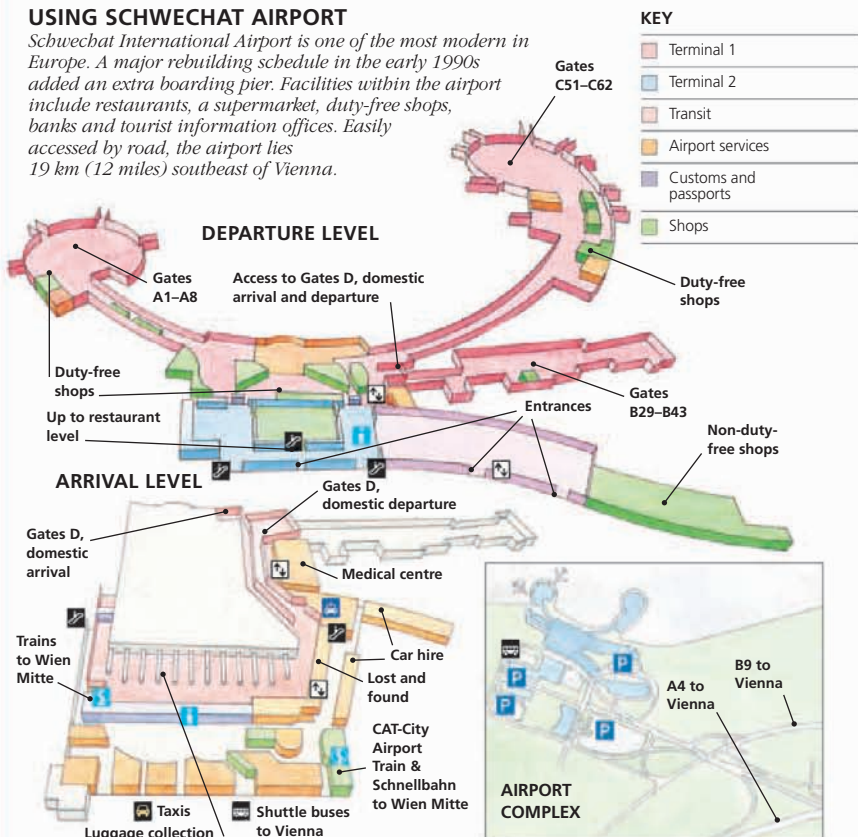 USING SCHWECHAT AIRPORT
Schwechat International Airport is one of the most modern in
Europe. A major rebuilding schedule in the early 1990s
added an extra boarding pier. Facilities within the airport
include restaurants, a supermarket, duty-free shops,
banks and tourist information offices. Easily
accessed by road, the airport lies
19 km (12 miles) southeast of Vienna.
KEY
Terminal 1
Terminal 2
Transit
Airport services
Customs and
passports
Shops
Gates
C51–C62
DEPARTURE LEVEL
Gates
A1–A8
Access to Gates D, domestic
arrival and departure
Duty-free
shops
Duty-free
shops
Gates
B29–B43
Up to restaurant
level
Entrances
Non-duty-
free shops
ARRIVAL LEVEL
Gates D,
domestic departure
Gates D,
domestic
arrival
Medical centre
Trains
to Wien
Mitte
Car hire
Lost and
found
CAT-City
Airport
Train &
Schnellbahn
to Wien Mitte
Taxis
Shuttle buses
to Vienna
Luggage collection
P
P
P
P
A4 to
Vienna
B9 to
Vienna
AIRPORT
COMPLEX